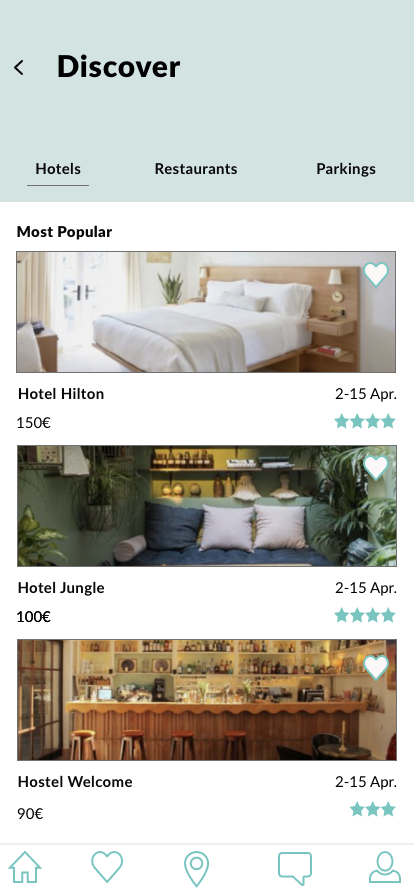 Discover
Hotels Restaurants Parkings
Most Popular
Hotel Hilton 2-15 Apr.
150€
Hotel Jungle 2-15 Apr.
100€
Hostel Welcome 2-15 Apr.
90€